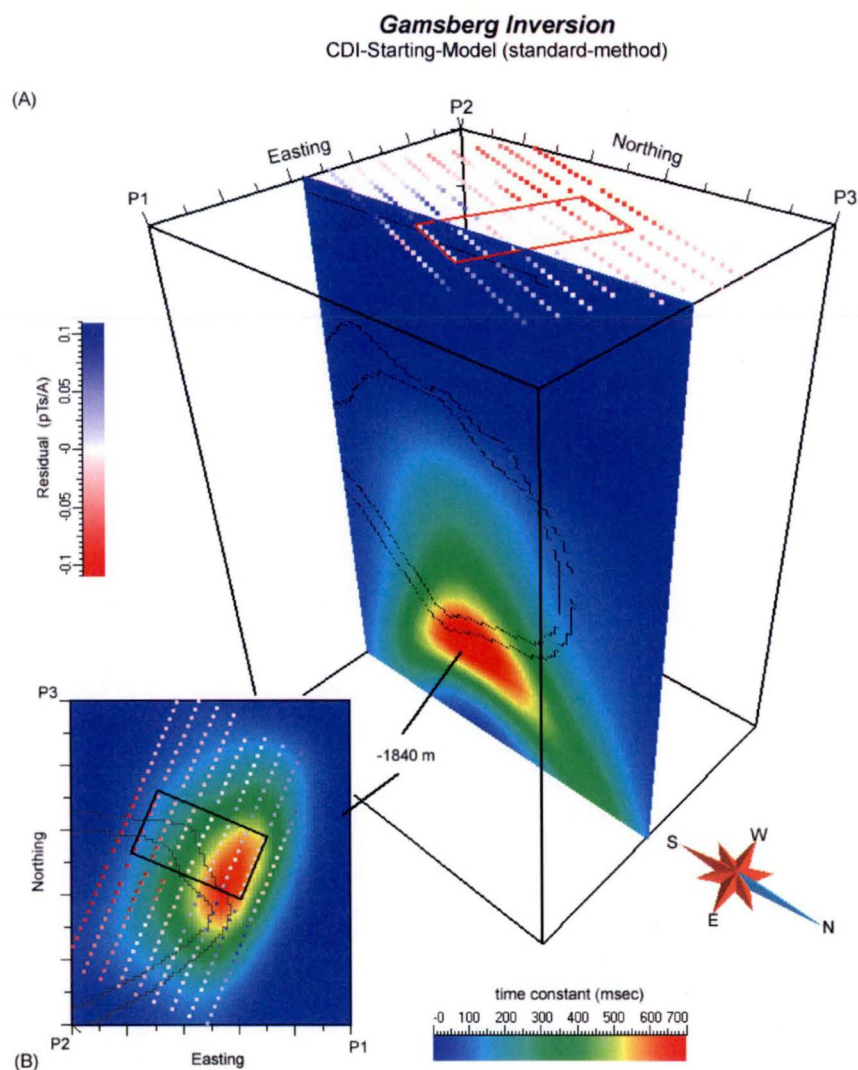 Gamsberg Inversion
CDI-Starting-Model (standard-method)
(A)
P2
Easting
Northing
P1
P3
0.1
0.05
-0
-0.05
-0.1
Residual (pTs/A)
-1840 m
P3
Northing
P2
Easting
P1
(B)
S
W
E
N
time constant (msec)
-0 100 200 300 400 500 600 700